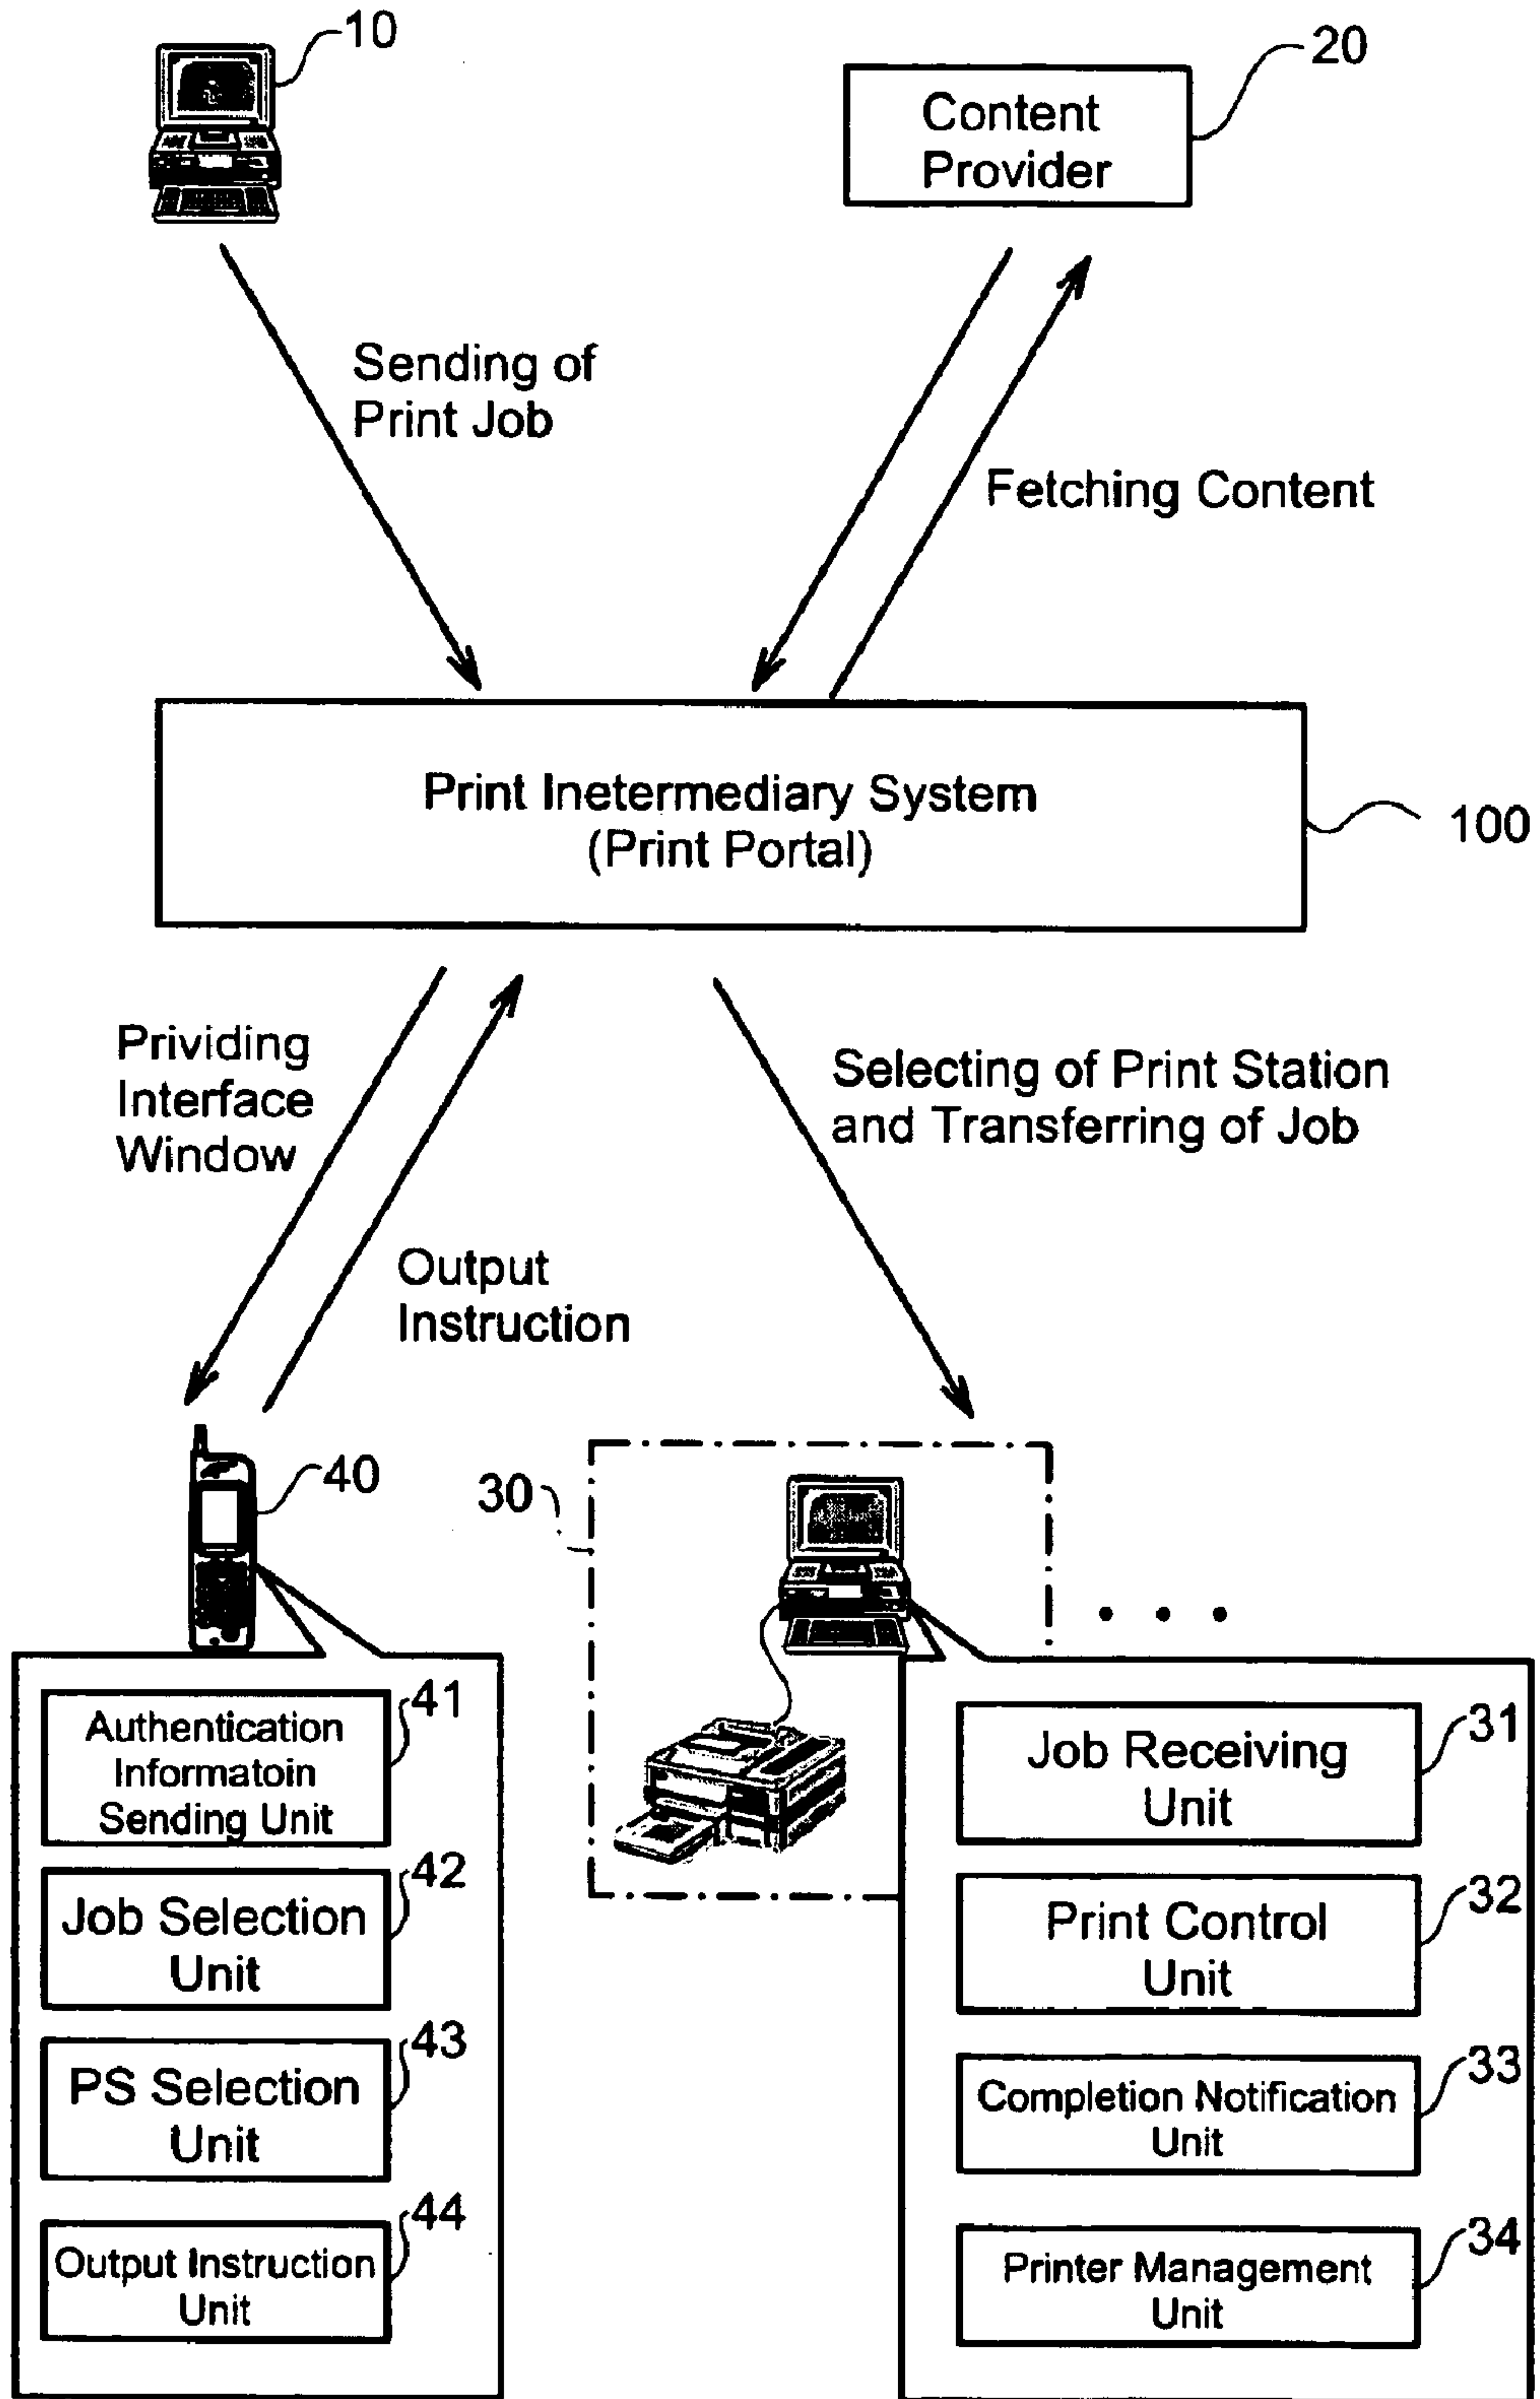 10
20
Content
Provider
Sending of
Print Job
Fetching Content
Print Inetermediary System
(Print Portal)
100
Prividing
Interface
Window
Selecting of Print Station
and Transferring of Job
Output
Instruction
40
30
41
Authentication
Informatoin
Sending Unit
42
Job Selection
Unit
43
PS Selection
Unit
44
Output Instruction
Unit
31
Job Receiving
Unit
32
Print Control
Unit
33
Completion Notification
Unit
34
Printer Management
Unit